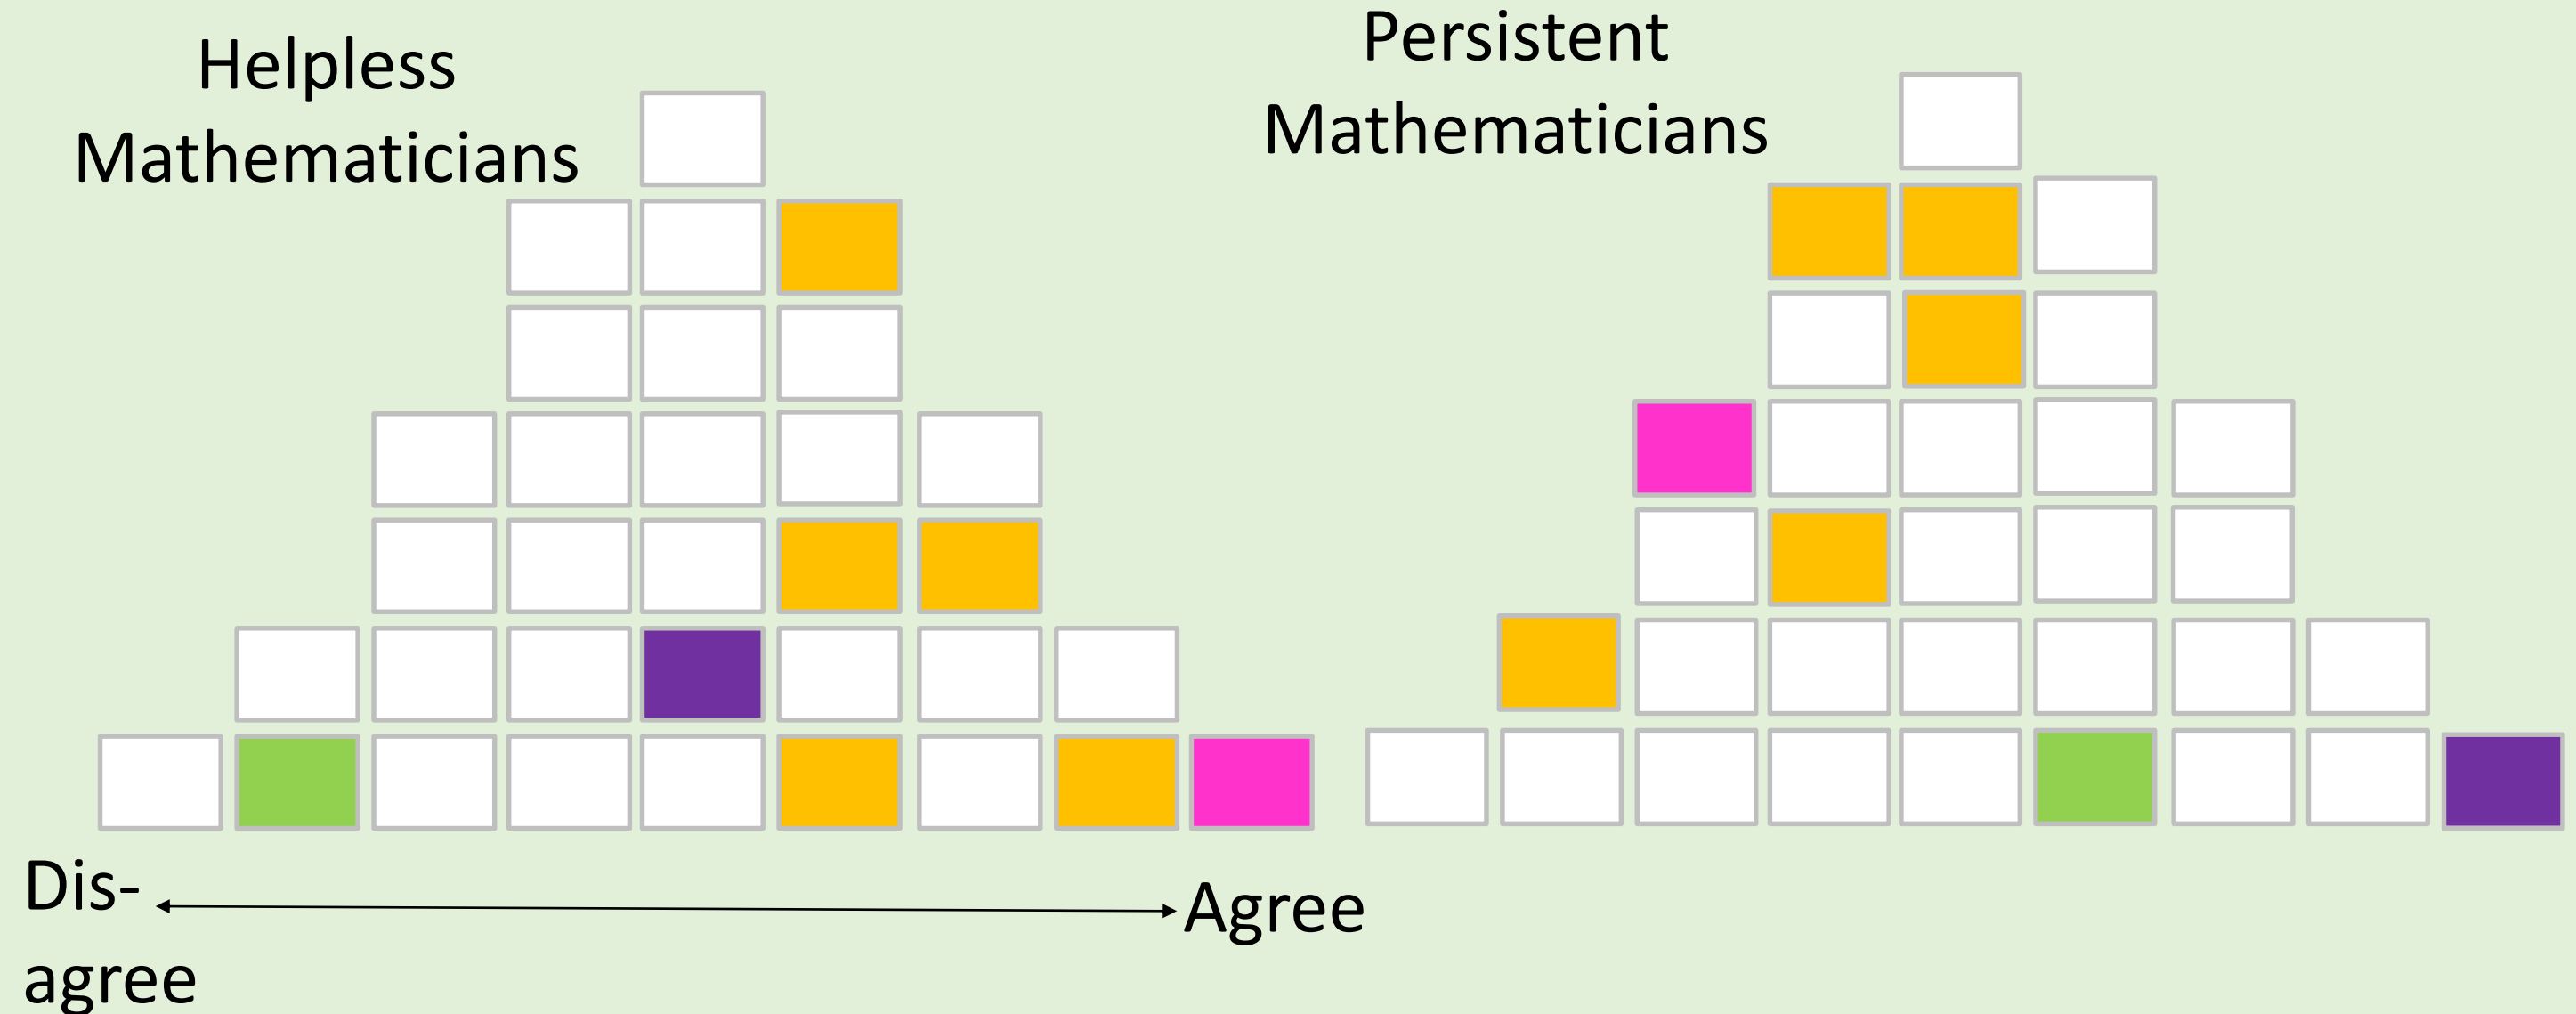 Helpless
Mathematicians
Persistent
Mathematicians
Dis-
agree
Agree